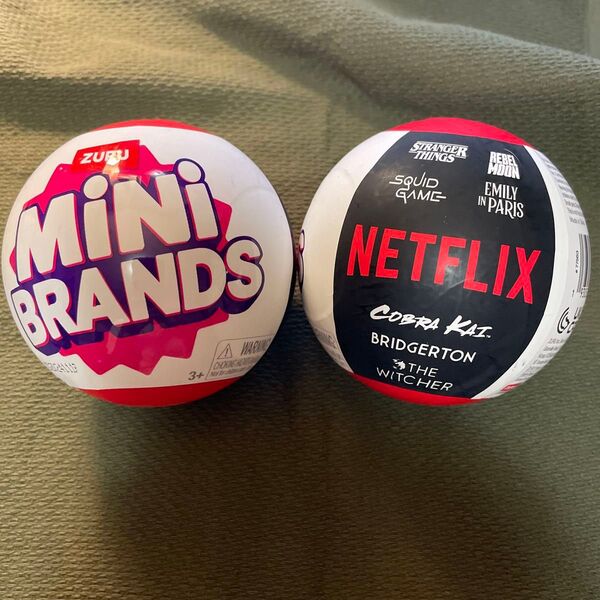 ZURU
MiNi
BRANDS
WARNING
3+
STRANGER
THINGS
REBEL
MOON
SQUID
GAME
EMILY
IN PARIS
NETFLIX
COBRA KAI
BRIDGERTON
THE
WITCHER
#77603